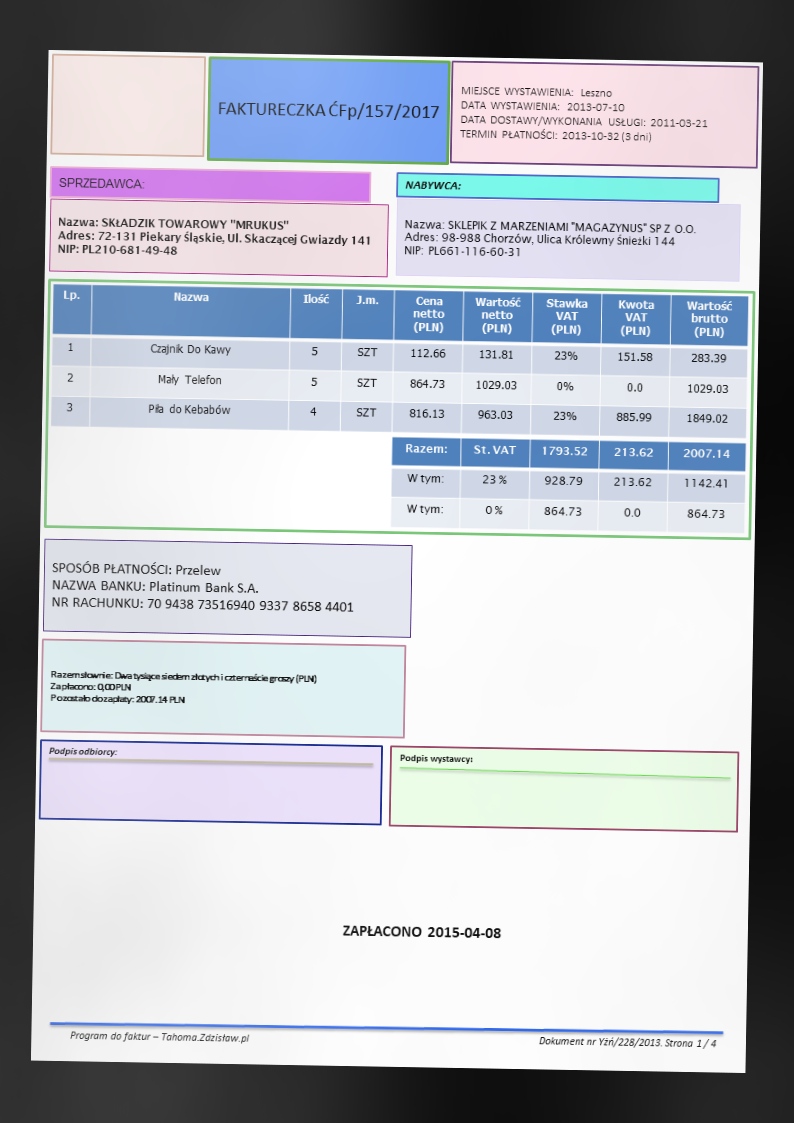 FAKTURECZKA ĆFp/157/2017
MIEJSCE WYSTAWIENIA: Leszno
DATA WYSTAWIENIA: 2013-07-10
DATA DOSTAWY/WYKONANIA USŁUGI: 2011-03-21
TERMIN PŁATNOŚCI: 2013-10-32 (3 dni)
SPRZEDAWCA:
Nazwa: SKŁADZIK TOWAROWY "MRUKUS"
Adres: 72-131 Piekary Śląskie, Ul. Skaczącej Gwiazdy 141
NIP: PL210-681-49-48
NABYWCA:
Nazwa: SKLEPIK Z MARZENIAMI "MAGAZYNUS" SP Z O.O.
Adres: 98-988 Chorzów, Ulica Królewny Śnieżki 144
NIP: PL661-116-60-31
Lp. Nazwa Ilość J.m. Cena netto (PLN) Wartość netto (PLN) Stawka VAT (PLN) Kwota VAT (PLN) Wartość brutto (PLN)
1 Czajnik Do Kawy 5 SZT 112.66 131.81 23% 151.58 283.39
2 Mały Telefon 5 SZT 864.73 1029.03 0% 0.0 1029.03
3 Piła do Kebabów 4 SZT 816.13 963.03 23% 885.99 1849.02
Razem: St. VAT 1793.52 213.62 2007.14
W tym: 23 % 928.79 213.62 1142.41
W tym: 0 % 864.73 0.0 864.73
SPOSÓB PŁATNOŚCI: Przelew
NAZWA BANKU: Platinum Bank S.A.
NR RACHUNKU: 70 9438 73516940 9337 8658 4401
Razem słownie: Dwa tysiące siedem złotych i czternaście groszy (PLN)
Zapłacono: 0,00 PLN
Pozostało do zapłaty: 2007.14 PLN
Podpis odbiorcy:
Podpis wystawcy:
ZAPŁACONO 2015-04-08
Program do faktur – Tahoma.Zdzisław.pl
Dokument nr Yżń/228/2013. Strona 1 / 4